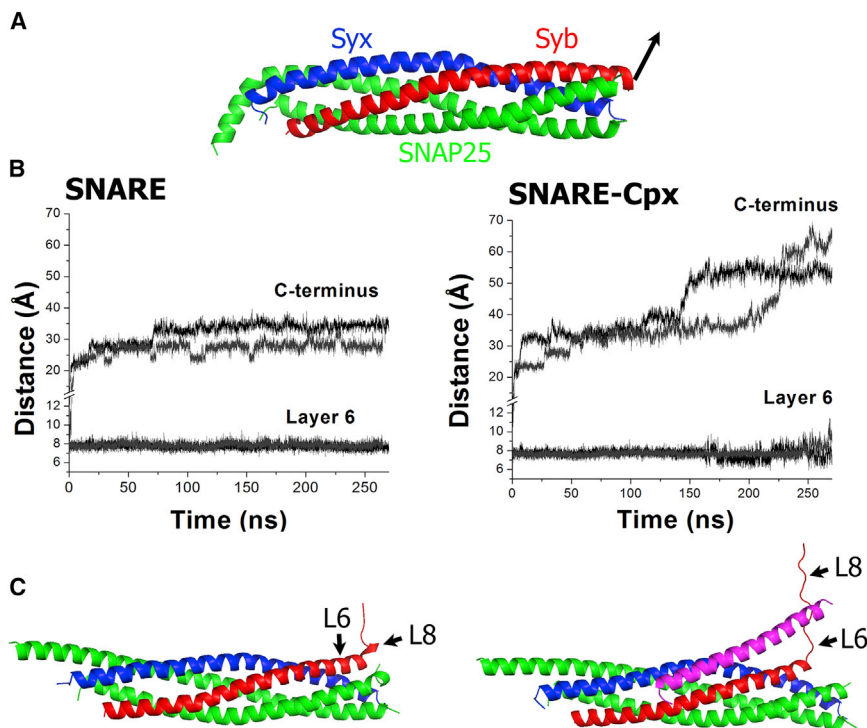 A
Syx
Syb
SNAP25
B
SNARE
SNARE-Cpx
70
60
50
40
30
20
12
10
8
6
0
50
100
150
200
250
Distance (Å)
Time (ns)
C-terminus
Layer 6
70
60
50
40
30
20
12
10
8
6
0
50
100
150
200
250
Distance (Å)
Time (ns)
C-terminus
Layer 6
C
L6
L8
L8
L6